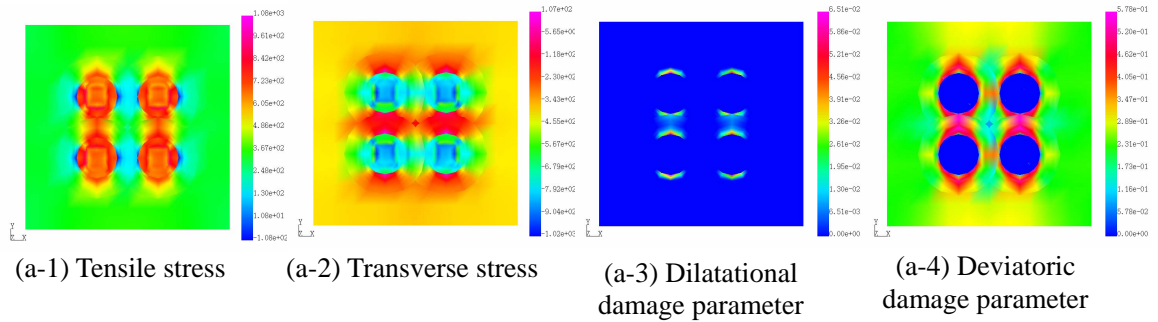 1.08e+03
9.61e+02
8.42e+02
7.23e+02
6.05e+02
4.86e+02
3.67e+02
2.48e+02
1.30e+02
1.08e+01
-1.08e+02
Y
Z X
(a-1) Tensile stress
1.07e+02
-5.65e+00
-1.18e+02
-2.30e+02
-3.43e+02
-4.55e+02
-5.67e+02
-6.80e+02
-7.92e+02
-9.04e+02
-1.02e+03
Y
Z X
(a-2) Transverse stress
6.51e-02
5.86e-02
5.21e-02
4.56e-02
3.91e-02
3.26e-02
2.60e-02
1.95e-02
1.30e-02
6.51e-03
0.00e+00
Y
Z X
(a-3) Dilatational
damage parameter
5.78e-01
5.20e-01
4.63e-01
4.05e-01
3.47e-01
2.89e-01
2.31e-01
1.73e-01
1.16e-01
5.78e-02
0.00e+00
Y
Z X
(a-4) Deviatoric
damage parameter